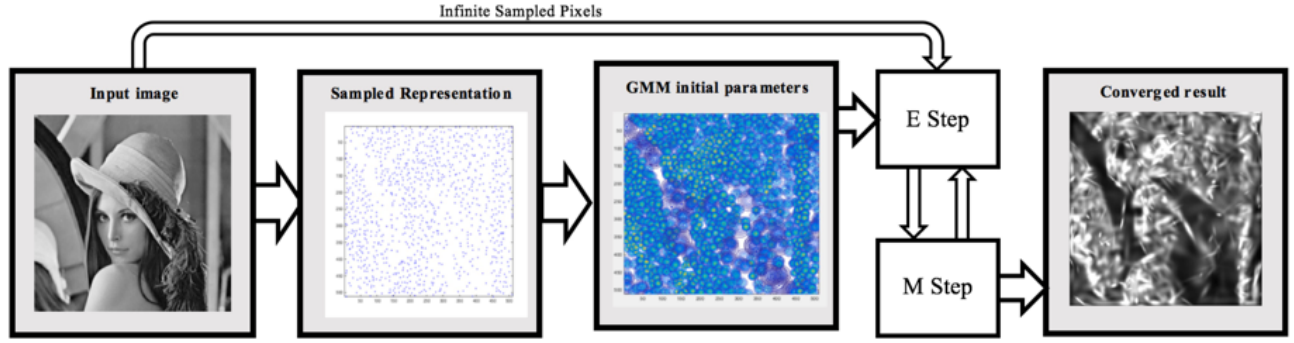 Infinite Sampled Pixels
Input image
Sampled Representation
GMM initial parameters
E Step
M Step
Converged result